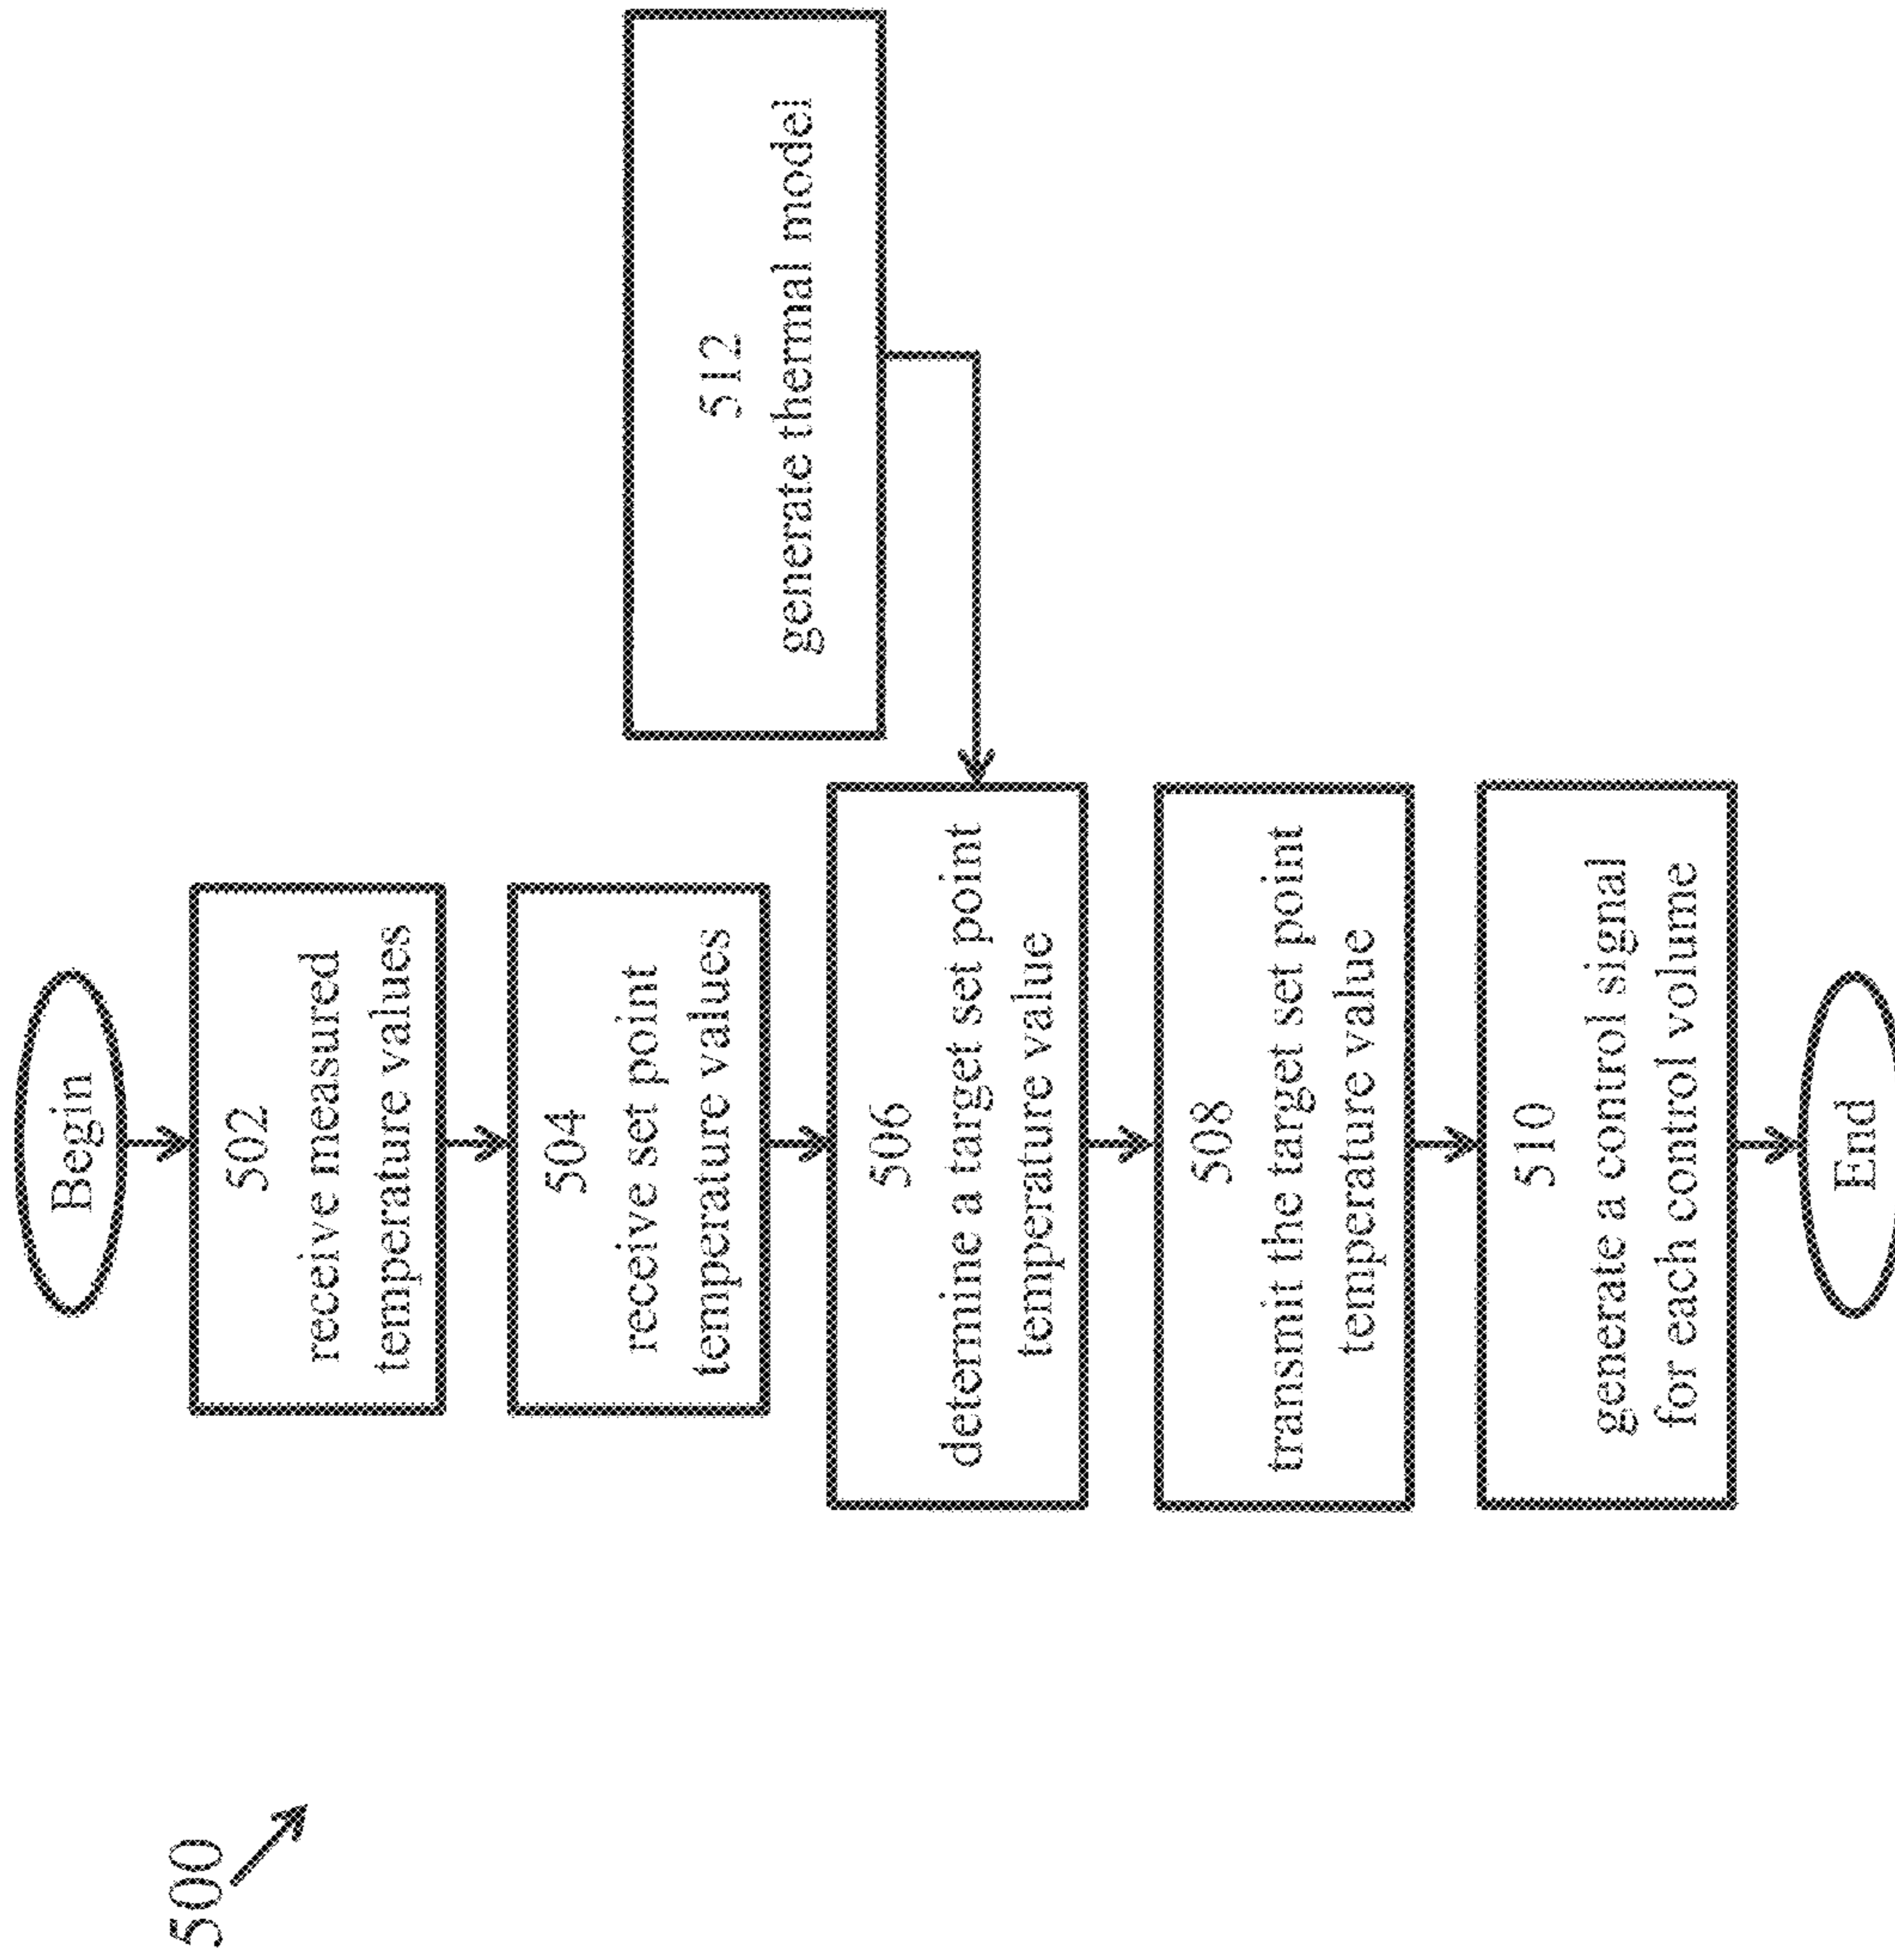 500
Begin
502
receive measured
temperature values
504
receive set point
temperature values
512
generate thermal model
506
determine a target set point
temperature value
508
transmit the target set point
temperature value
510
generate a control signal
for each control volume
End